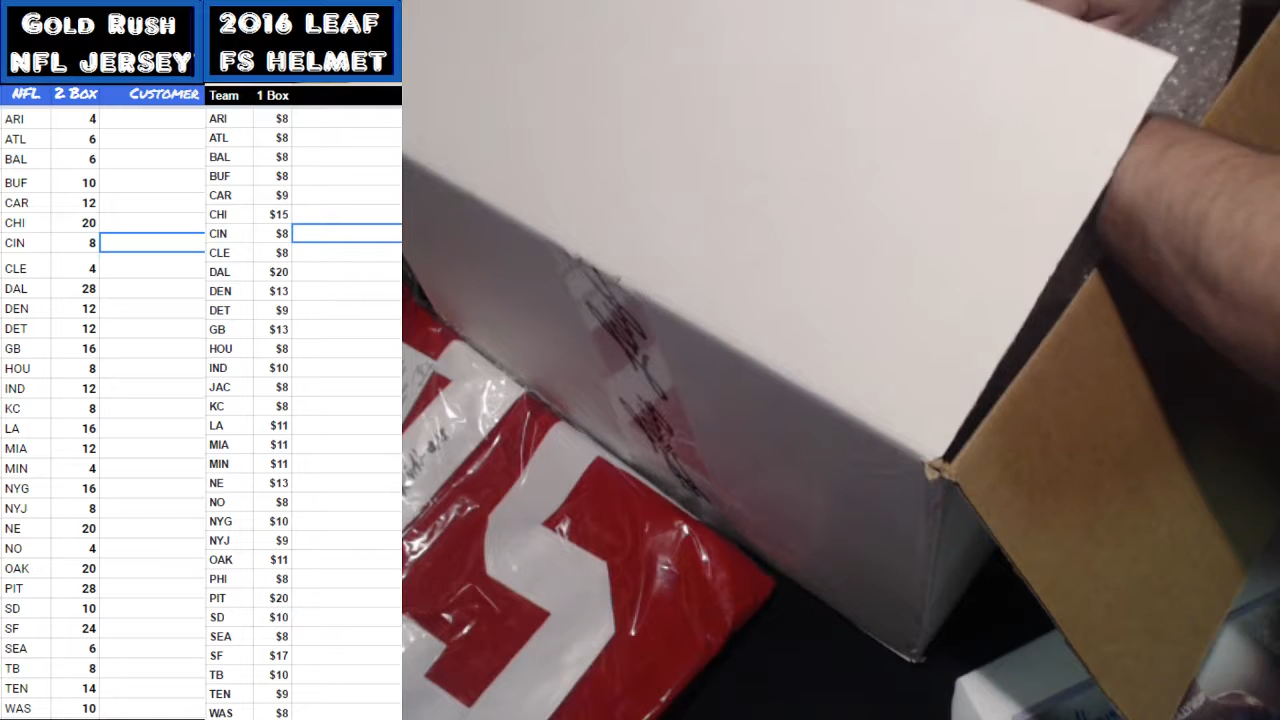 GOLD RUSH
NFL JERSEY
NFL 2 BOX CUSTOMER
ARI 4
ATL 6
BAL 6
BUF 10
CAR 12
CHI 20
CIN 8
CLE 4
DAL 28
DEN 12
DET 12
GB 16
HOU 8
IND 12
KC 8
LA 16
MIA 12
MIN 4
NYG 16
NYJ 8
NE 20
NO 4
OAK 20
PIT 28
SD 10
SF 24
SEA 6
TB 8
TEN 14
WAS 10
2016 LEAF
FS HELMET
Team 1 Box
ARI $8
ATL $8
BAL $8
BUF $8
CAR $9
CHI $15
CIN $8
CLE $8
DAL $20
DEN $13
DET $9
GB $13
HOU $8
IND $10
JAC $8
KC $8
LA $11
MIA $11
MIN $11
NE $13
NO $8
NYG $10
NYJ $9
OAK $11
PHI $8
PIT $20
SD $10
SEA $8
SF $17
TB $10
TEN $9
WAS $8